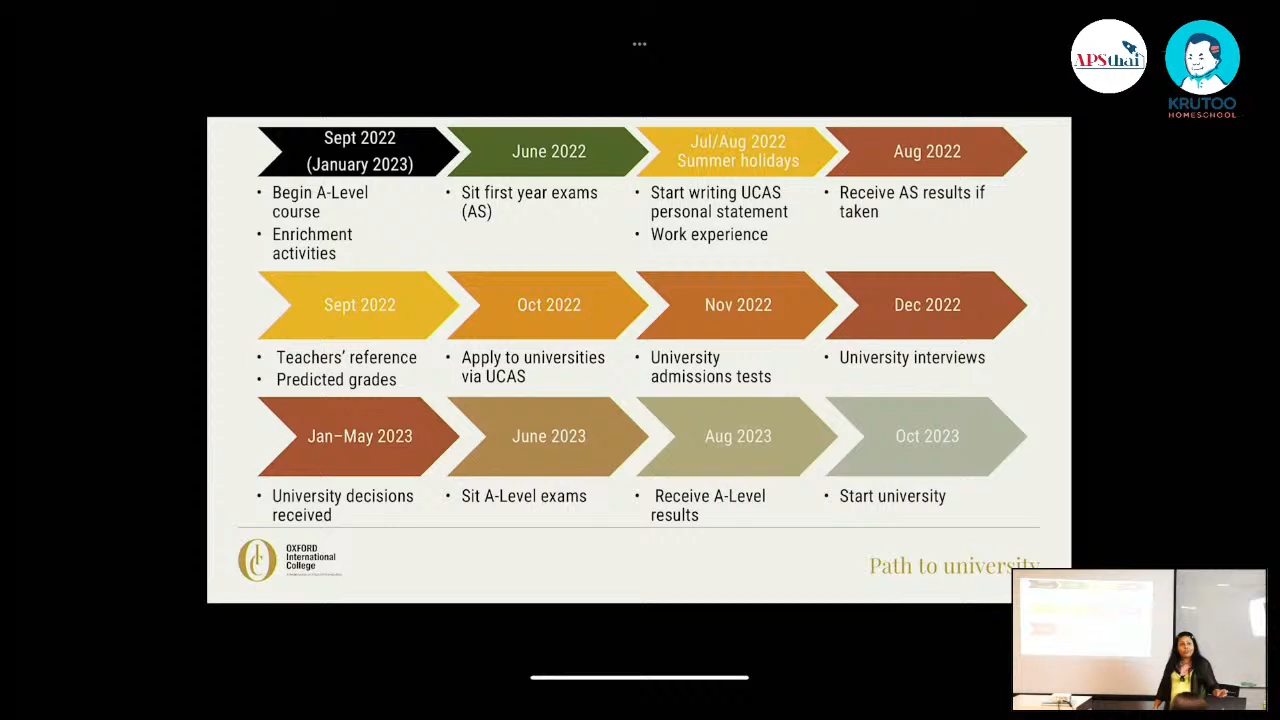 APSthai
KRUTOO
HOMESCHOOL
Sept 2022
(January 2023)
June 2022
Jul/Aug 2022
Summer holidays
Aug 2022
• Begin A-Level
course
• Enrichment
activities
• Sit first year exams
(AS)
• Start writing UCAS
personal statement
• Work experience
• Receive AS results if
taken
Sept 2022
Oct 2022
Nov 2022
Dec 2022
• Teachers’ reference
• Predicted grades
• Apply to universities
via UCAS
• University
admissions tests
• University interviews
Jan–May 2023
June 2023
Aug 2023
Oct 2023
• University decisions
received
• Sit A-Level exams
• Receive A-Level
results
• Start university
OIC
OXFORD
International
College
Path to university